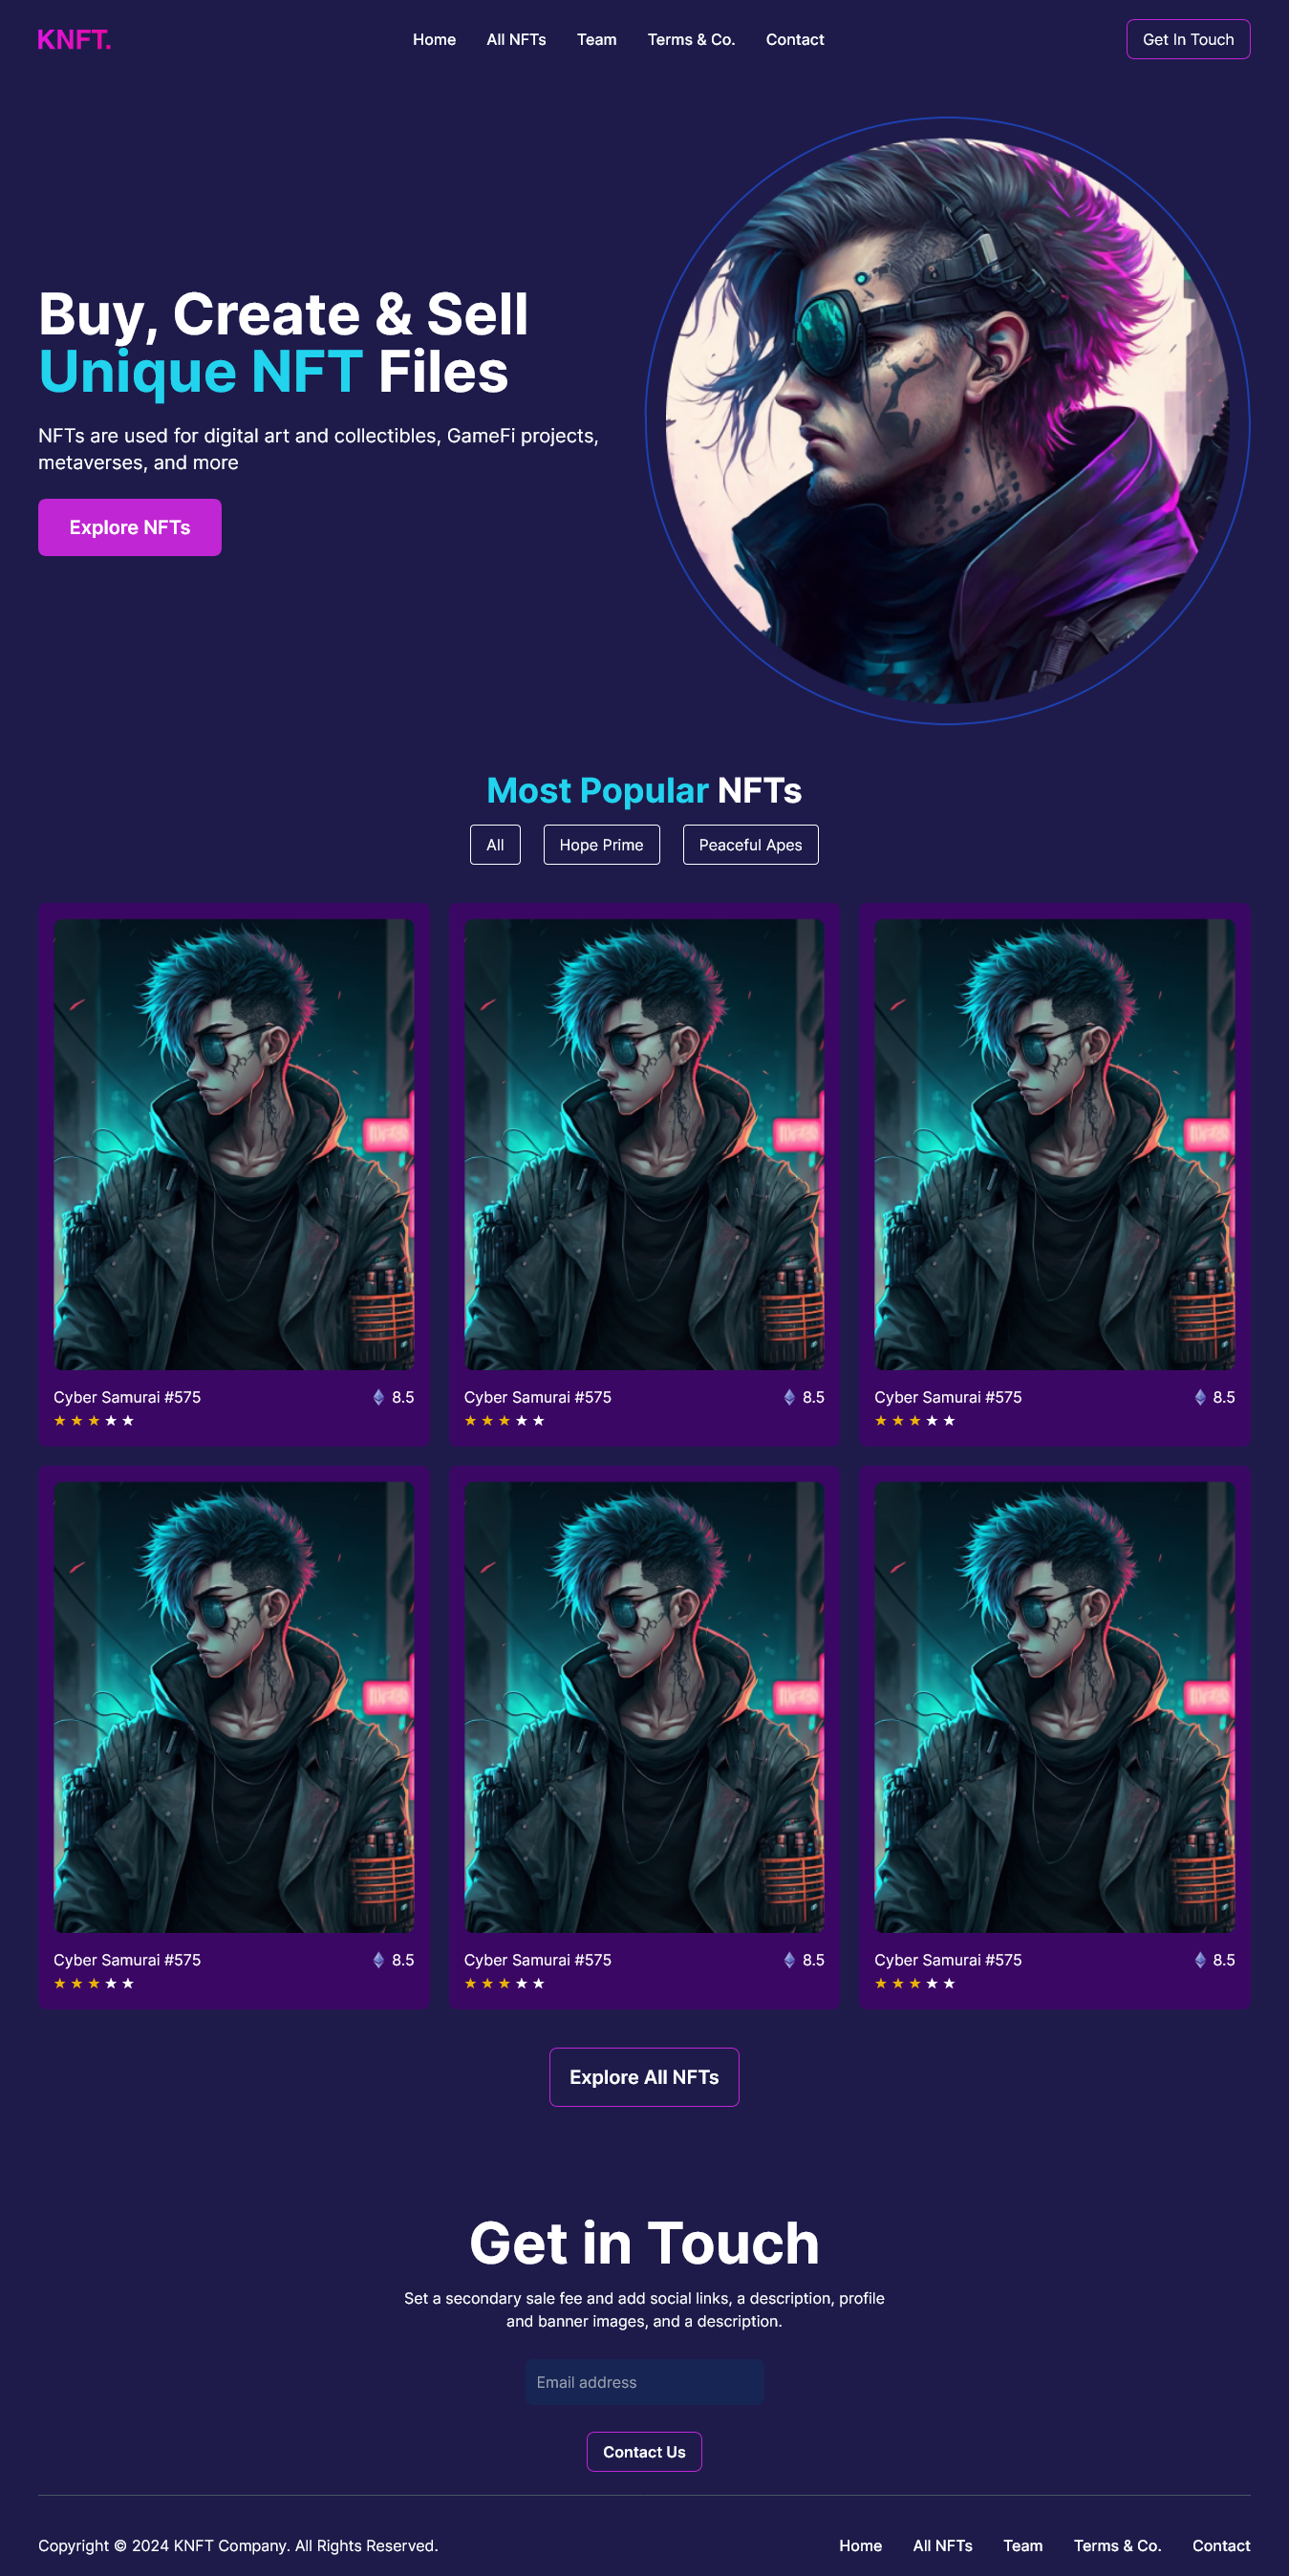 KNFT.
Home All NFTs Team Terms & Co. Contact
Get In Touch
Buy, Create & Sell
Unique NFT Files
NFTs are used for digital art and collectibles, GameFi projects,
metaverses, and more
Explore NFTs
Most Popular NFTs
All Hope Prime Peaceful Apes
Cyber Samurai #575 8.5
Cyber Samurai #575 8.5
Cyber Samurai #575 8.5
Cyber Samurai #575 8.5
Cyber Samurai #575 8.5
Cyber Samurai #575 8.5
Explore All NFTs
Get in Touch
Set a secondary sale fee and add social links, a description, profile
and banner images, and a description.
Email address
Contact Us
Copyright © 2024 KNFT Company. All Rights Reserved.
Home All NFTs Team Terms & Co. Contact